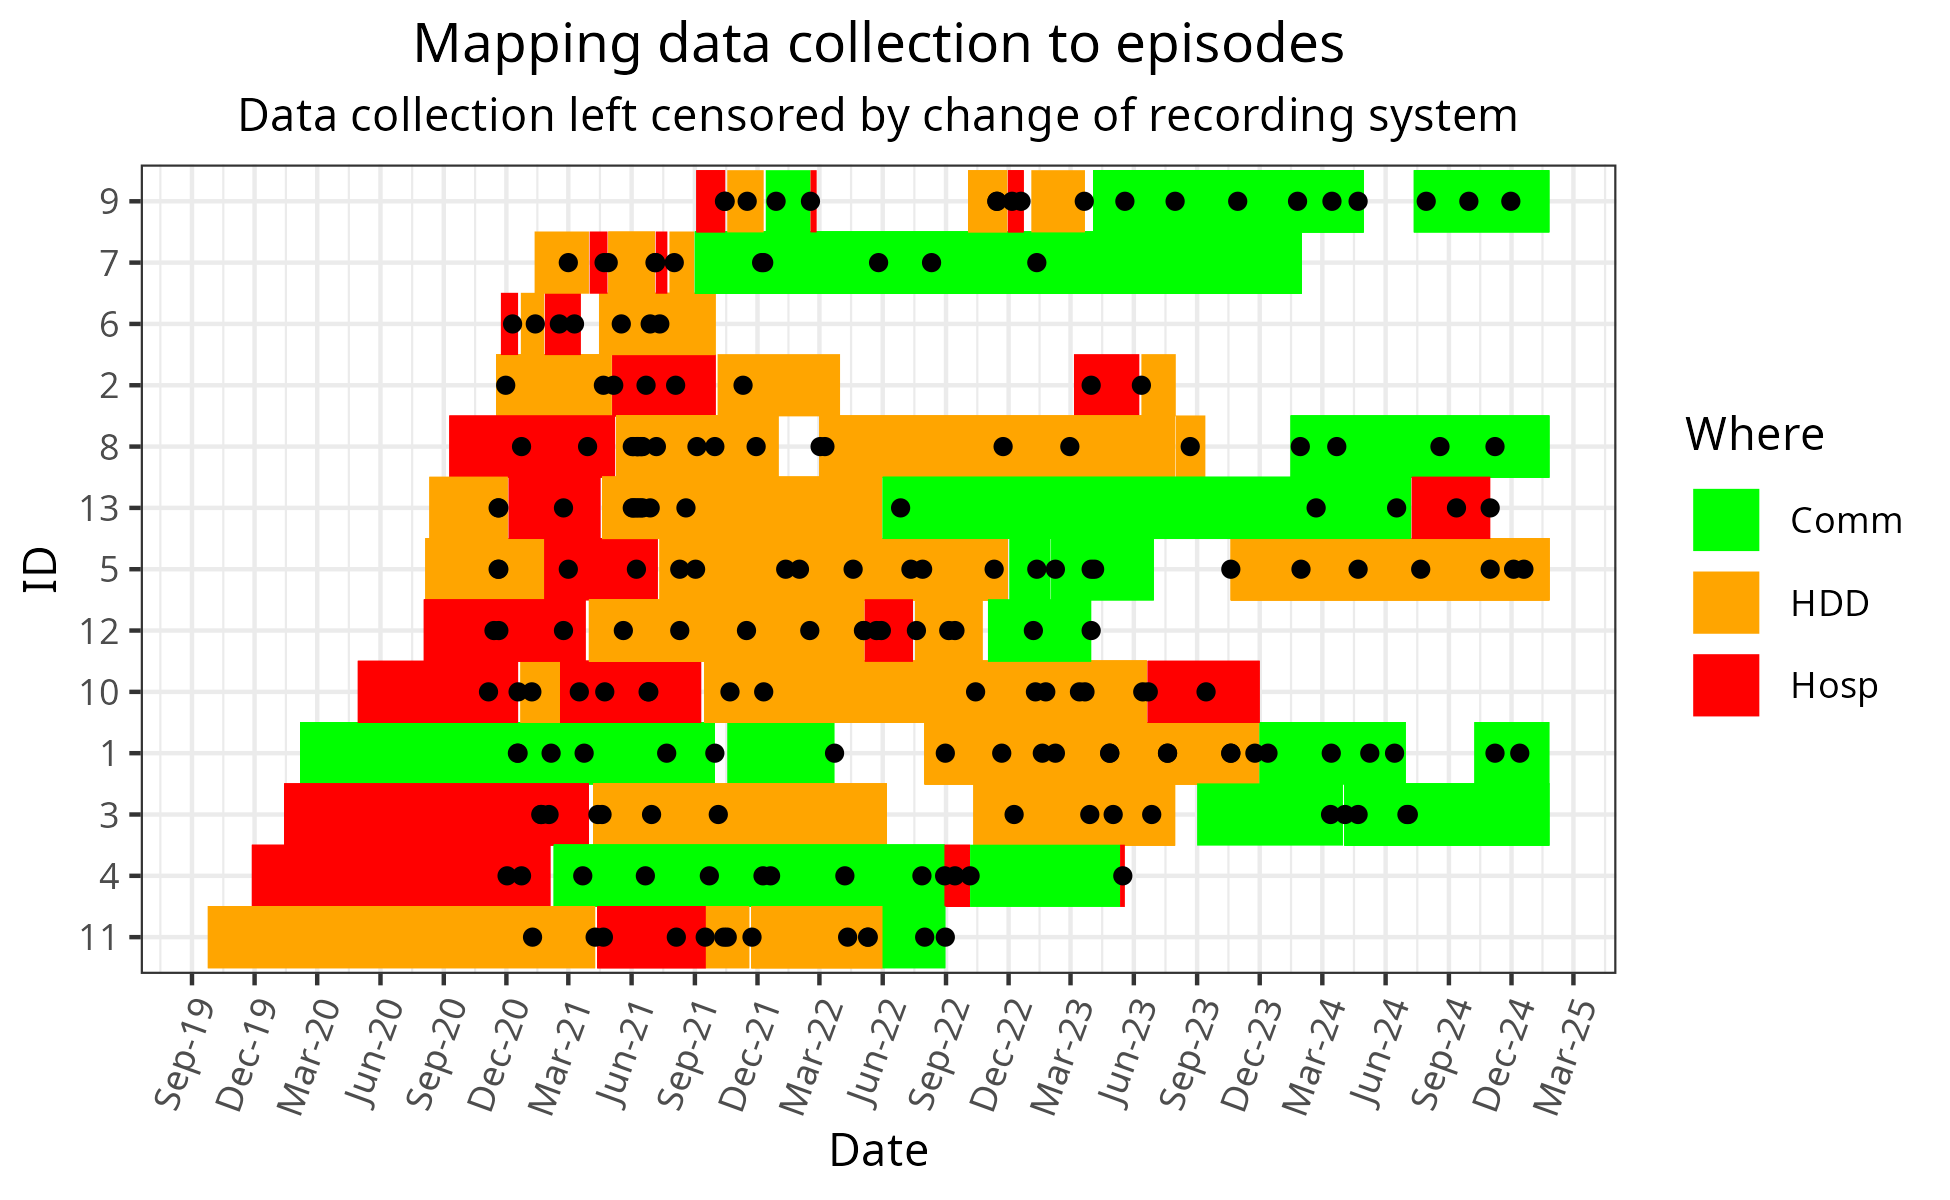 Mapping data collection to episodes
Data collection left censored by change of recording system
ID
9
7
6
2
8
13
5
12
10
1
3
4
11
Sep-19
Dec-19
Mar-20
Jun-20
Sep-20
Dec-20
Mar-21
Jun-21
Sep-21
Dec-21
Mar-22
Jun-22
Sep-22
Dec-22
Mar-23
Jun-23
Sep-23
Dec-23
Mar-24
Jun-24
Sep-24
Dec-24
Mar-25
Date
Where
Comm
HDD
Hosp